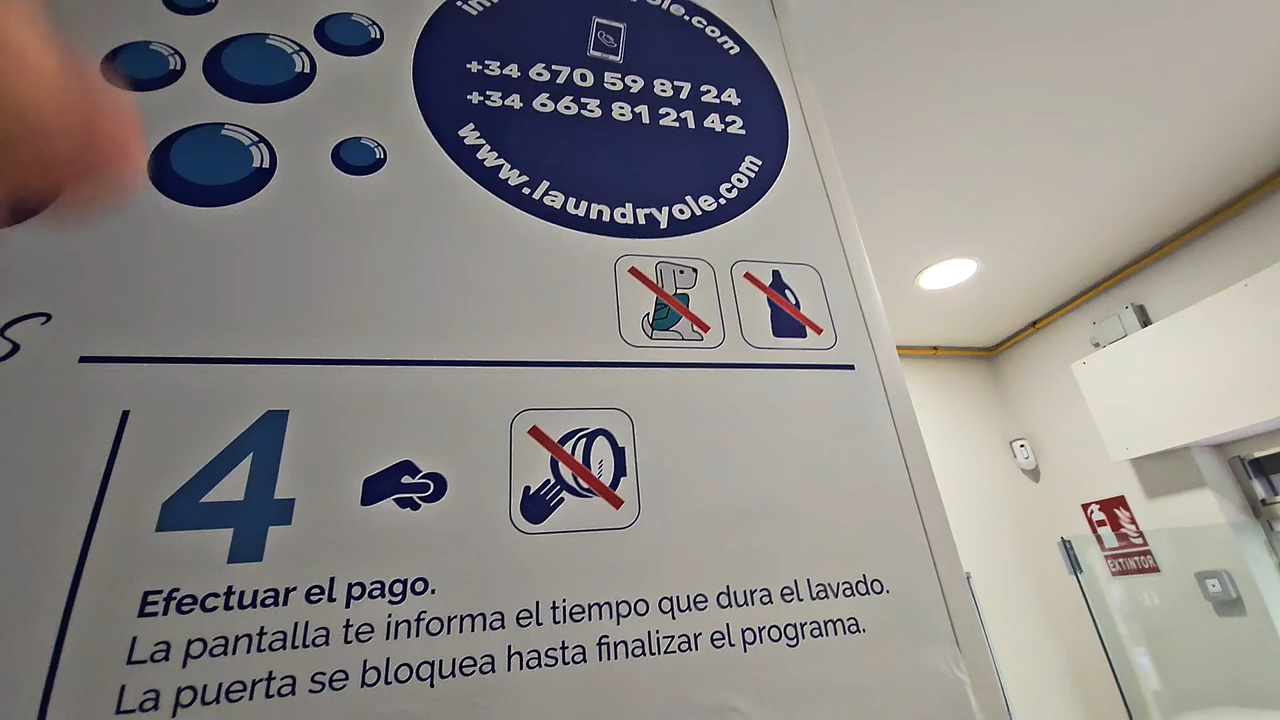 +34 670 59 87 24
+34 663 81 21 42
www.laundryole.com
4
Efectuar el pago.
La pantalla te informa el tiempo que dura el lavado.
La puerta se bloquea hasta finalizar el programa.
EXTINTOR